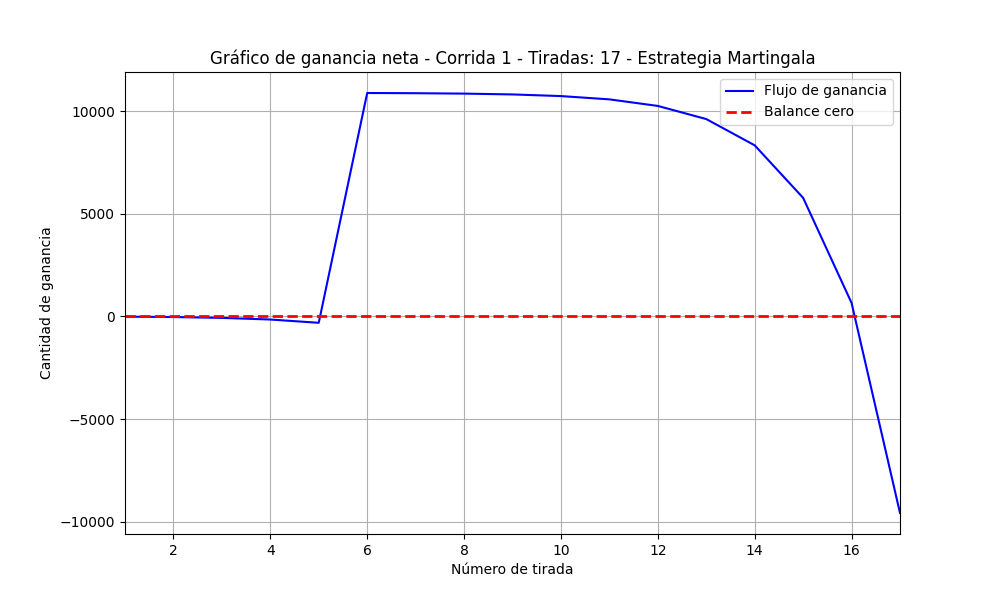 Gráfico de ganancia neta - Corrida 1 - Tiradas: 17 - Estrategia Martingala
Flujo de ganancia
Balance cero
Cantidad de ganancia
10000
5000
0
−5000
−10000
2 4 6 8 10 12 14 16
Número de tirada